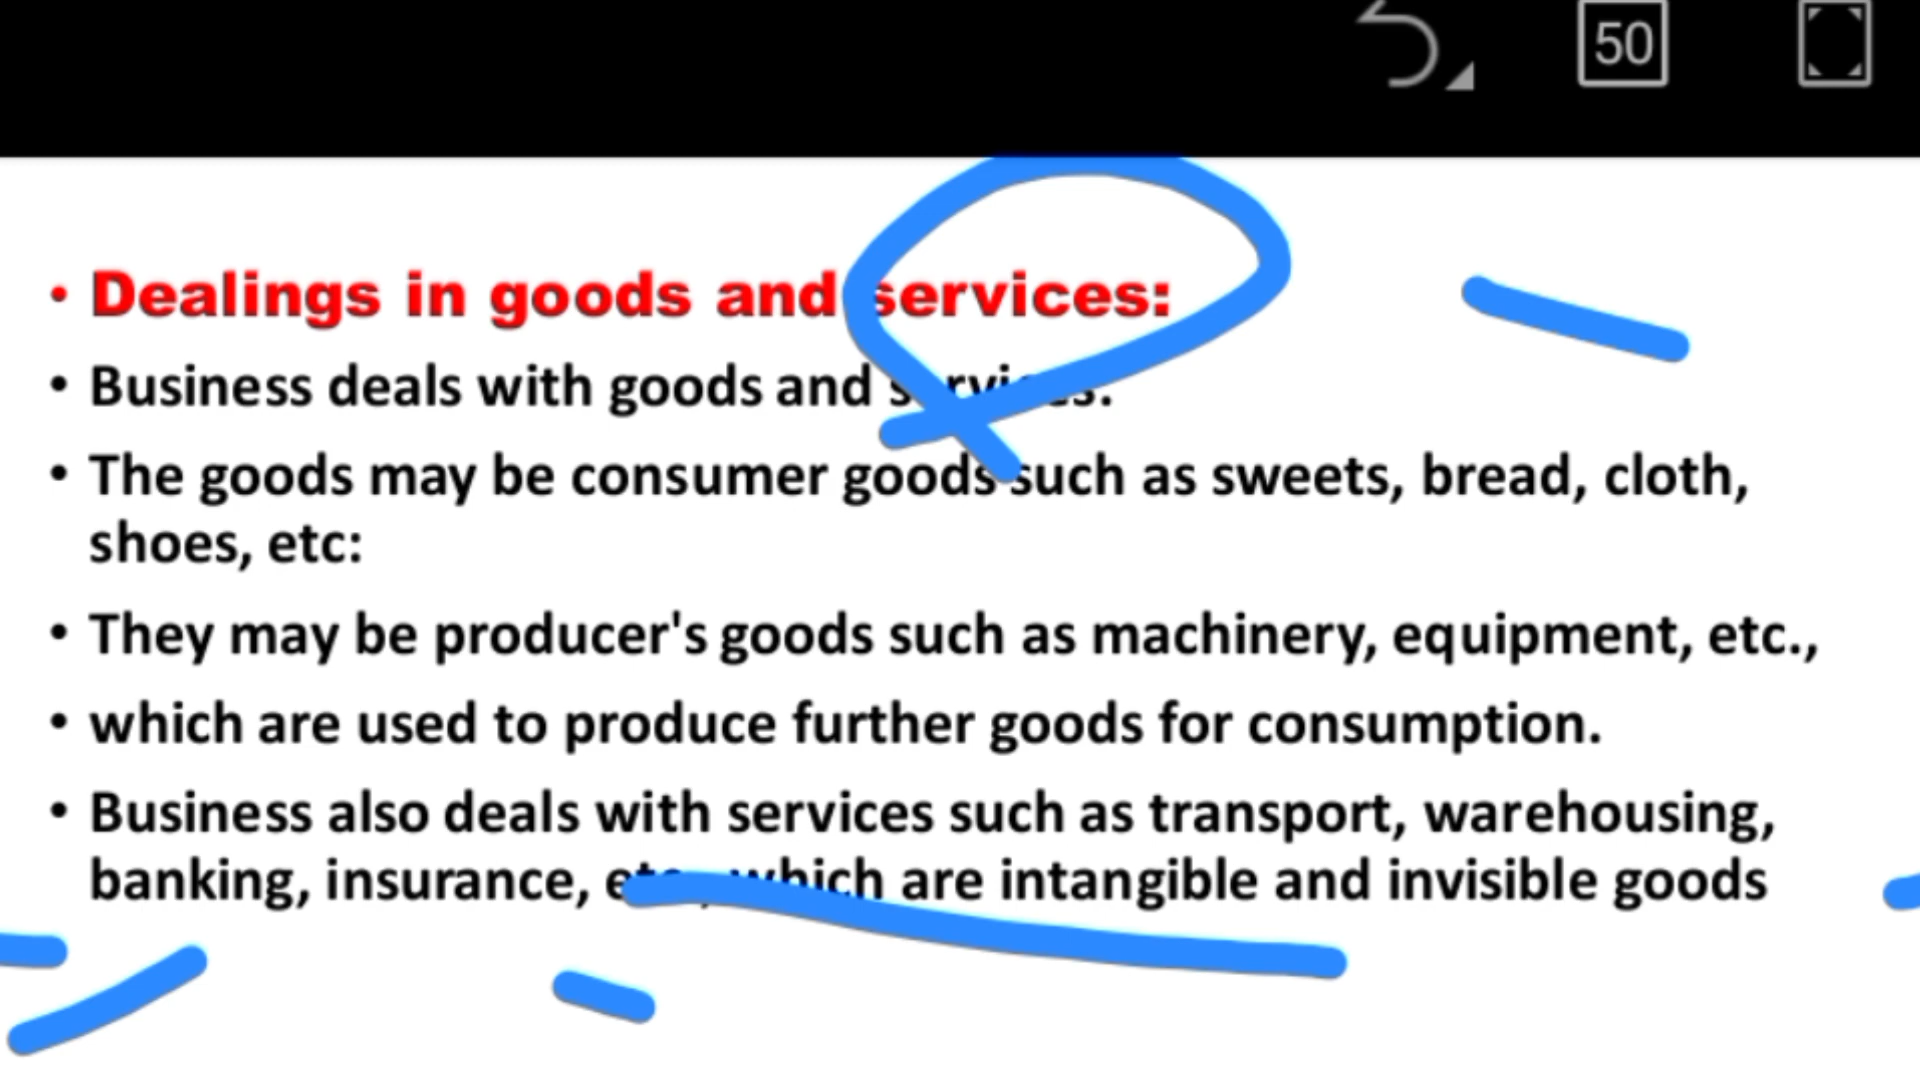 50
• Dealings in goods and services:
• Business deals with goods and services.
• The goods may be consumer goods such as sweets, bread, cloth,
shoes, etc:
• They may be producer's goods such as machinery, equipment, etc.,
• which are used to produce further goods for consumption.
• Business also deals with services such as transport, warehousing,
banking, insurance, etc., which are intangible and invisible goods